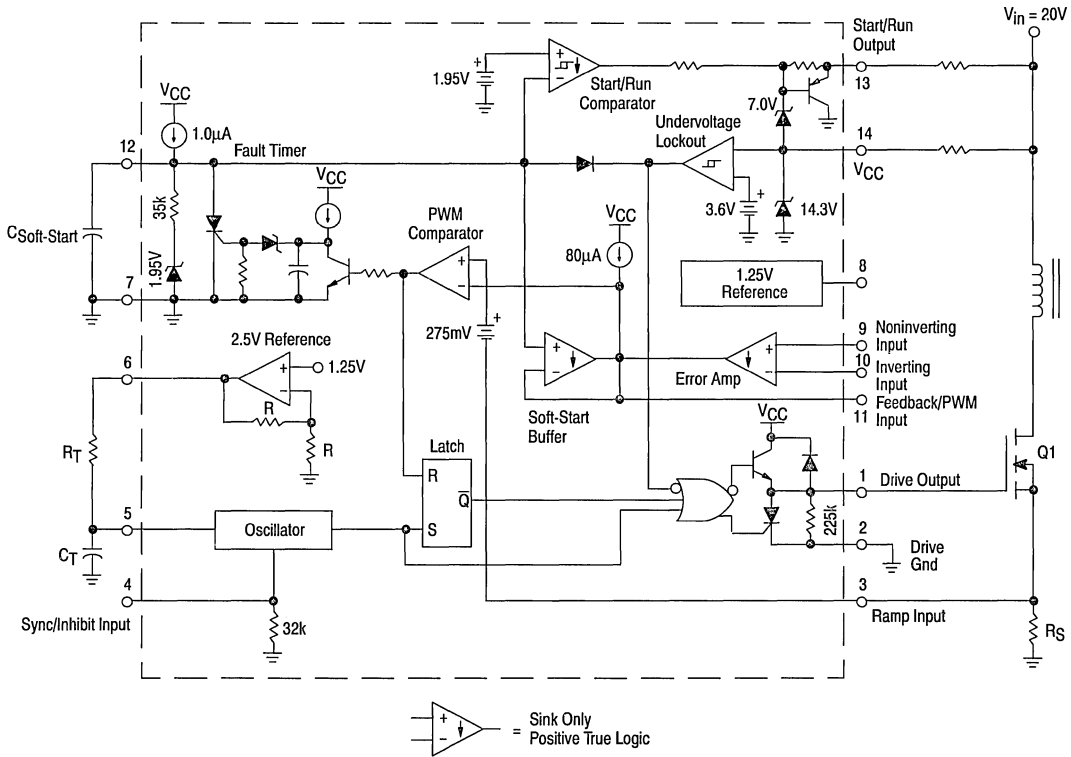 Vin = 20V
Start/Run
Output
13
+
1.95V
+
−
Start/Run
Comparator
7.0V
VCC
1.0µA
12
Fault Timer
Undervoltage
Lockout
14
VCC
35k
VCC
3.6V
+
14.3V
CSoft-Start
PWM
Comparator
VCC
80µA
1.95V
+
−
1.25V
Reference
8
7
275mV
+
2.5V Reference
9
Noninverting
Input
6
+
1.25V
−
+
−
+
−
10
Inverting
Input
Error Amp
R
R
Soft-Start
Buffer
Feedback/PWM
11
Input
VCC
RT
Latch
R
Q
S
Q1
1
Drive Output
225k
5
Oscillator
2
Drive
Gnd
CT
4
3
Sync/Inhibit Input
32k
Ramp Input
RS
+
−
=
Sink Only
Positive True Logic